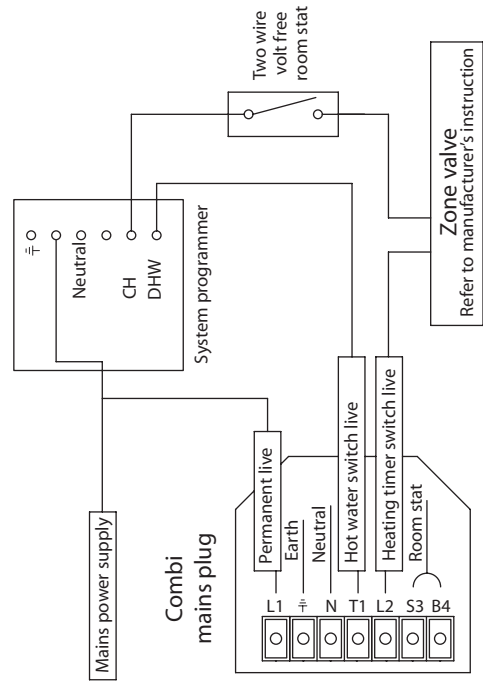 Mains power supply
Combi
mains plug
L1
N
T1
L2
S3
B4
Permanent live
Earth
Neutral
Hot water switch live
Heating timer switch live
Room stat
Neutral
CH
DHW
System programmer
Two wire
volt free
room stat
Zone valve
Refer to manufacturer's instruction